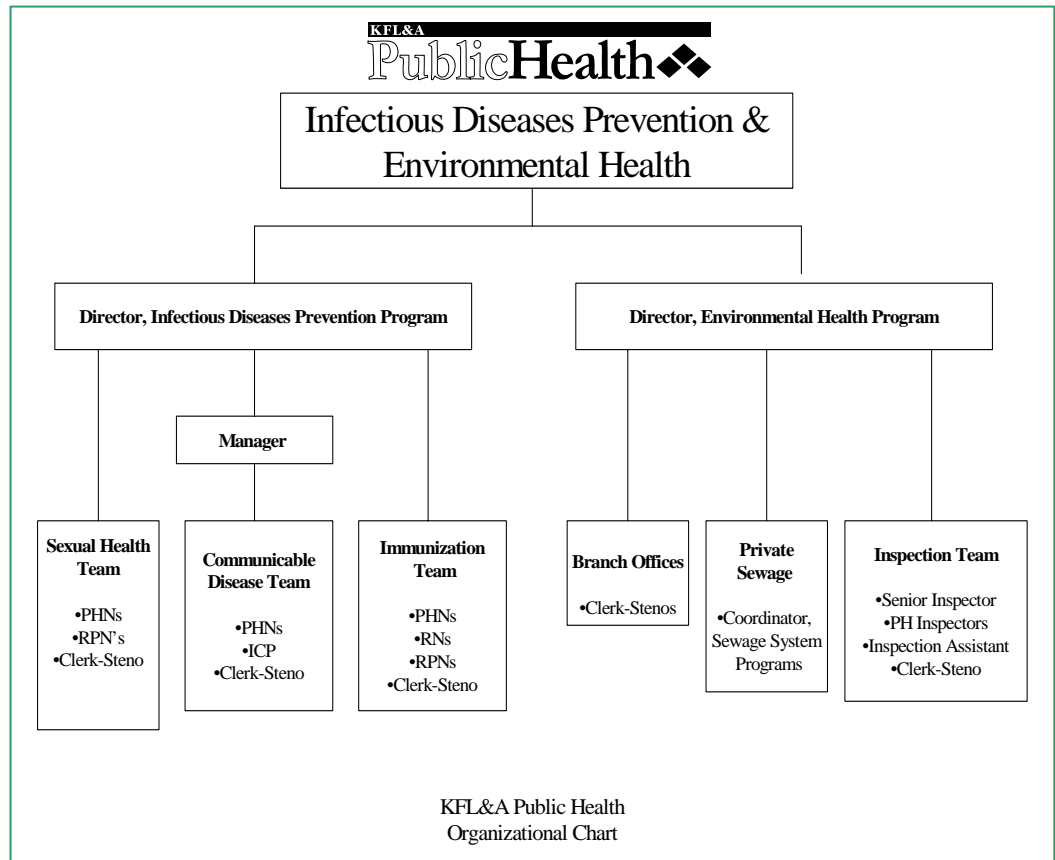 KFL&A
PublicHealth
Infectious Diseases Prevention &
Environmental Health
Director, Infectious Diseases Prevention Program
Director, Environmental Health Program
Manager
Sexual Health
Team
•PHNs
•RPN's
•Clerk-Steno
Communicable
Disease Team
•PHNs
•ICP
•Clerk-Steno
Immunization
Team
•PHNs
•RNs
•RPNs
•Clerk-Steno
Branch Offices
•Clerk-Stenos
Private
Sewage
•Coordinator,
Sewage System
Programs
Inspection Team
•Senior Inspector
•PH Inspectors
•Inspection Assistant
•Clerk-Steno
KFL&A Public Health
Organizational Chart